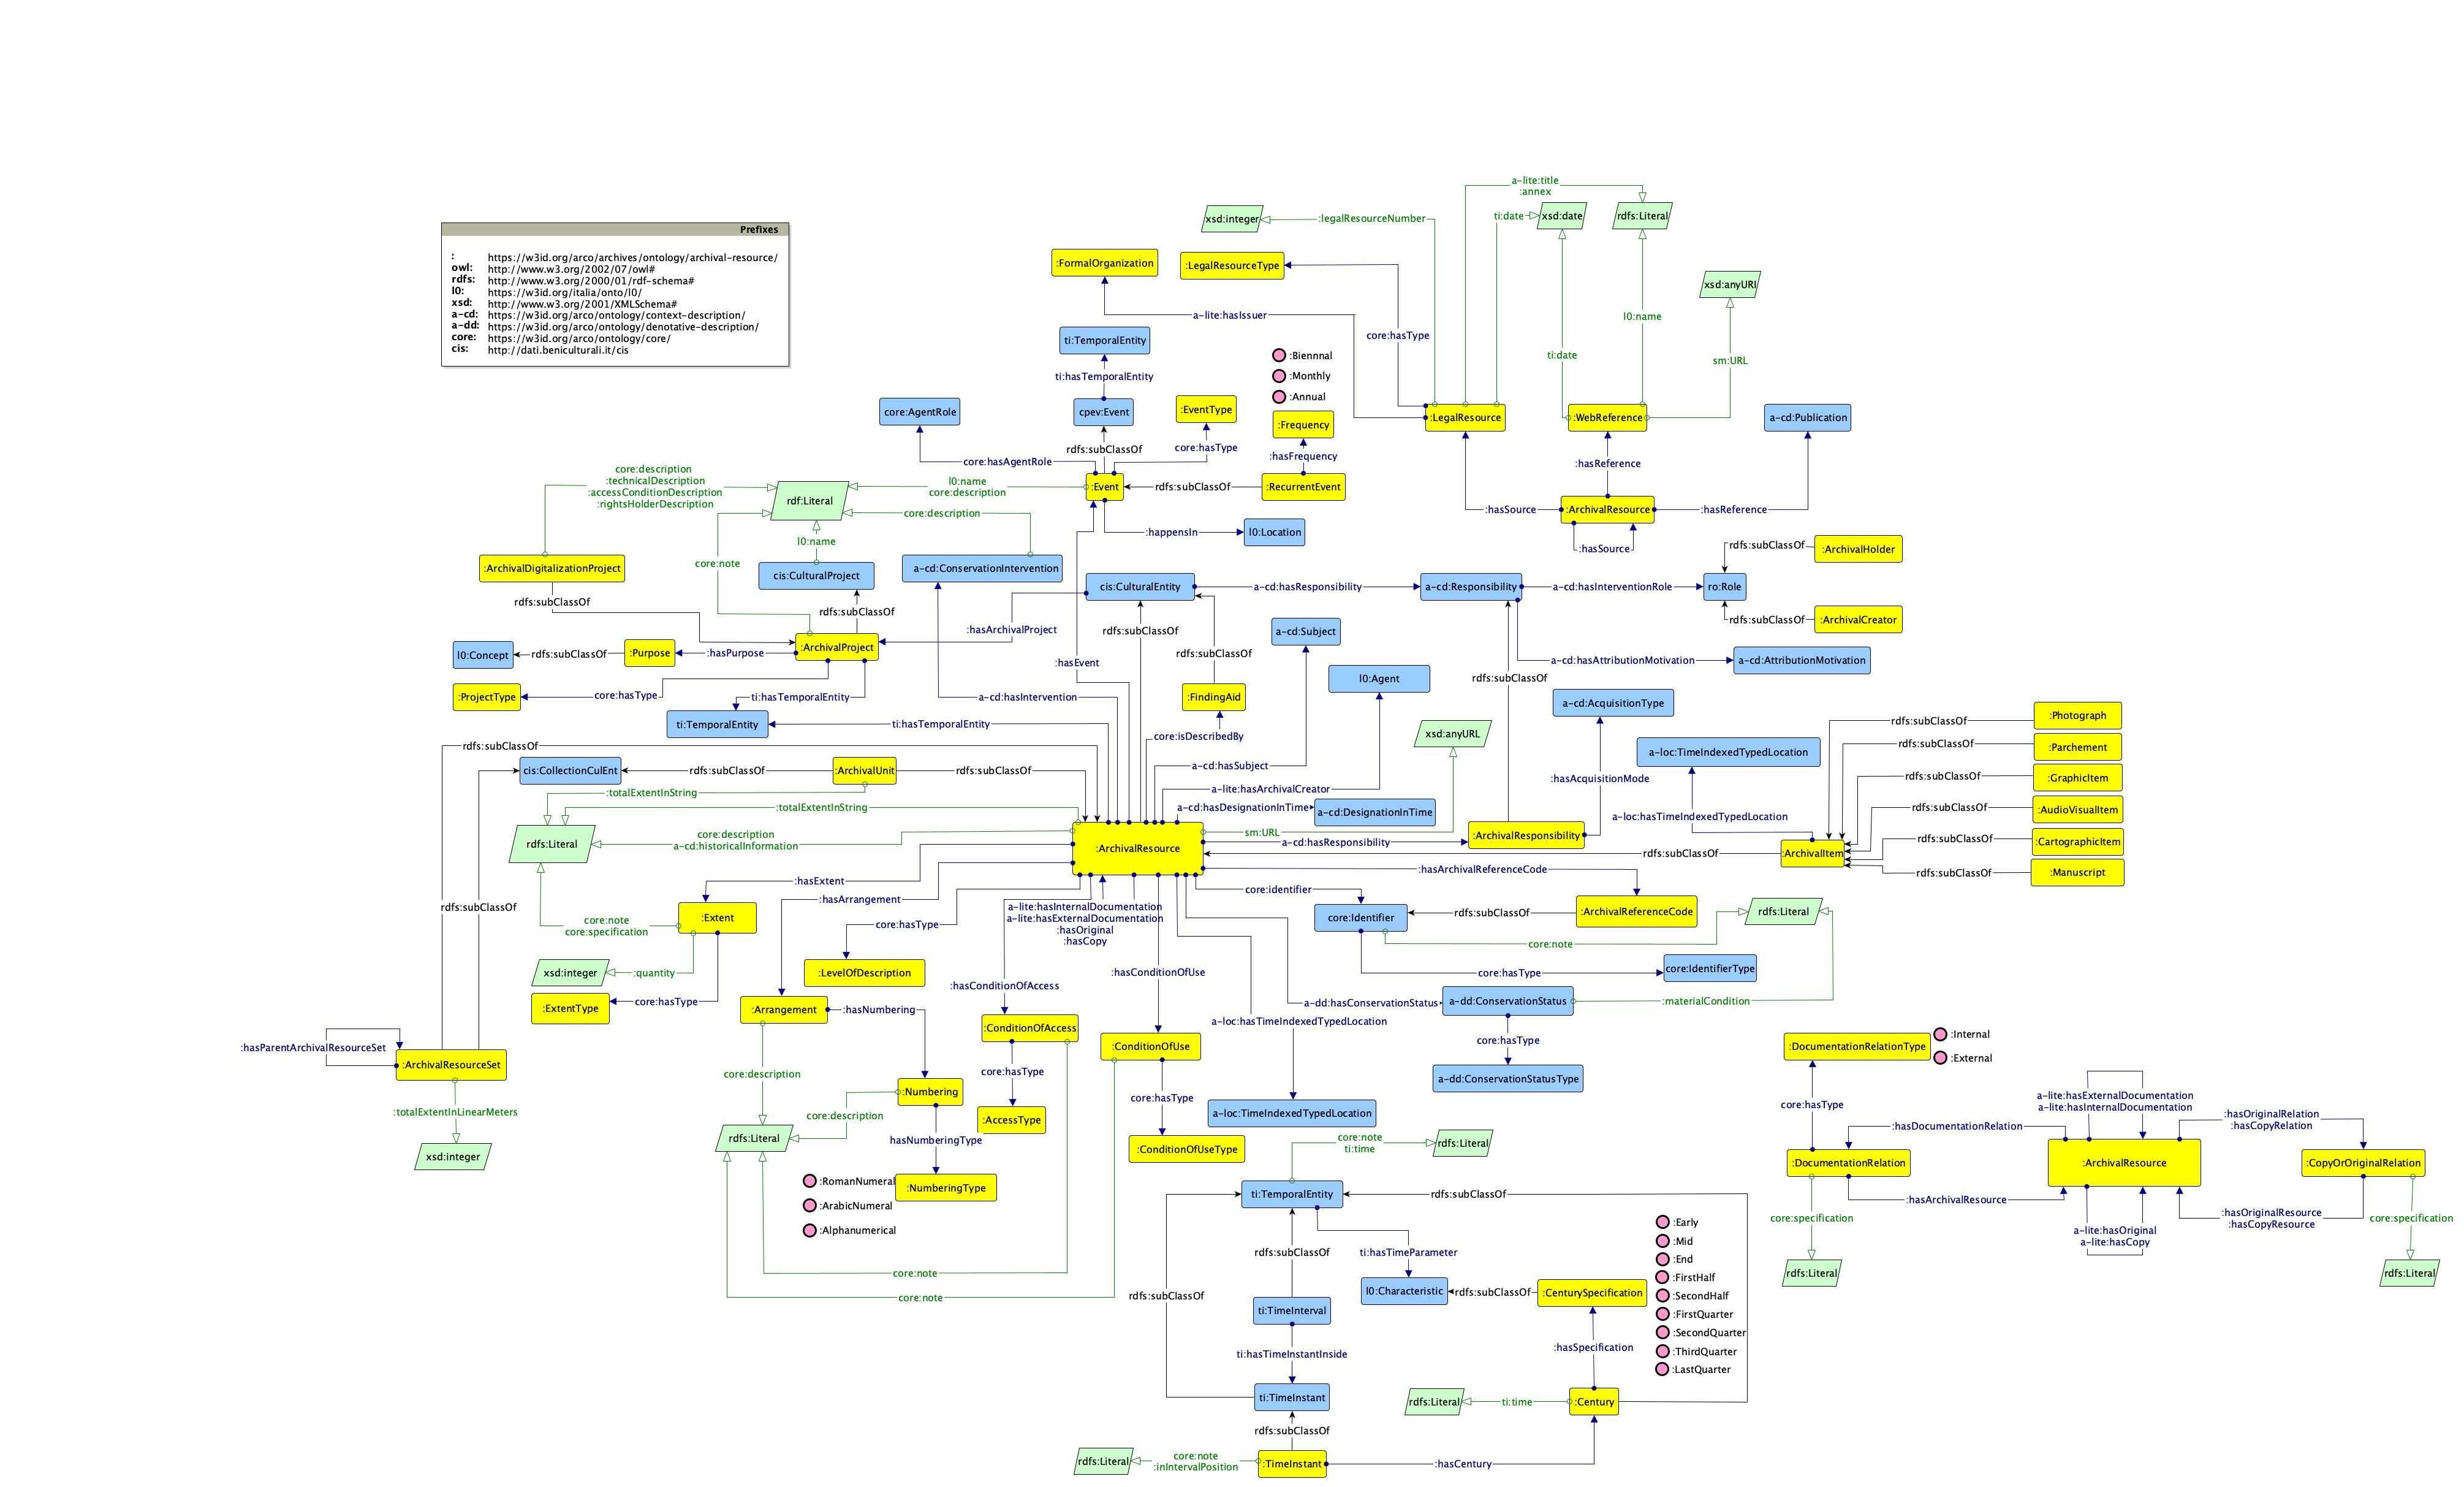 a-lite:title
:annex
xsd:integer
:legalResourceNumber
ti:date
xsd:date
rdfs:Literal
Prefixes
: https://w3id.org/arco/archives/ontology/archival-resource/
owl: http://www.w3.org/2002/07/owl#
rdfs: http://www.w3.org/2000/01/rdf-schema#
l0: https://w3id.org/italia/onto/l0/
xsd: http://www.w3.org/2001/XMLSchema#
a-cd: https://w3id.org/arco/ontology/context-description/
a-dd: https://w3id.org/arco/ontology/denotative-description/
core: https://w3id.org/arco/ontology/core/
cis: http://dati.beniculturali.it/cis
:FormalOrganization
:LegalResourceType
xsd:anyURI
a-lite:hasIssuer
l0:name
core:hasType
ti:TemporalEntity
:Biennnal
:Monthly
:Annual
ti:date
sm:URL
ti:hasTemporalEntity
core:AgentRole
cpev:Event
:EventType
:Frequency
:LegalResource
:WebReference
a-cd:Publication
rdfs:subClassOf
core:hasType
:hasFrequency
core:hasAgentRole
:hasReference
core:description
:technicalDescription
:accessConditionDescription
:rightsHolderDescription
rdf:Literal
l0:name
core:description
:Event
rdfs:subClassOf
:RecurrentEvent
core:description
:hasSource
:ArchivalResource
:hasReference
:happensIn
l0:Location
l0:name
:hasSource
rdfs:subClassOf
:ArchivalHolder
core:note
:ArchivalDigitalizationProject
cis:CulturalProject
a-cd:ConservationIntervention
cis:CulturalEntity
a-cd:hasResponsibility
a-cd:Responsibility
a-cd:hasInterventionRole
ro:Role
rdfs:subClassOf
rdfs:subClassOf
:hasArchivalProject
rdfs:subClassOf
a-cd:Subject
rdfs:subClassOf
:ArchivalCreator
l0:Concept
rdfs:subClassOf
:Purpose
:hasPurpose
:ArchivalProject
:hasEvent
rdfs:subClassOf
a-cd:hasAttributionMotivation
a-cd:AttributionMotivation
:ProjectType
core:hasType
ti:hasTemporalEntity
a-cd:hasIntervention
:FindingAid
l0:Agent
rdfs:subClassOf
a-cd:AcquisitionType
ti:TemporalEntity
ti:hasTemporalEntity
core:isDescribedBy
xsd:anyURL
rdfs:subClassOf
:Photograph
rdfs:subClassOf
a-loc:TimeIndexedTypedLocation
rdfs:subClassOf
:Parchement
cis:CollectionCulEnt
rdfs:subClassOf
:ArchivalUnit
rdfs:subClassOf
a-cd:hasSubject
:hasAcquisitionMode
rdfs:subClassOf
:GraphicItem
:totalExtentInString
a-lite:hasArchivalCreator
:totalExtentInString
a-cd:hasDesignationInTime
a-cd:DesignationInTime
a-loc:hasTimeIndexedTypedLocation
rdfs:subClassOf
:AudioVisualItem
rdfs:Literal
core:description
a-cd:historicalInformation
:ArchivalResource
sm:URL
a-cd:hasResponsibility
:ArchivalResponsibility
rdfs:subClassOf
:ArchivalItem
rdfs:subClassOf
:CartographicItem
:hasExtent
:hasArchivalReferenceCode
rdfs:subClassOf
:Manuscript
rdfs:subClassOf
:hasArrangement
core:identifier
core:note
core:specification
:Extent
core:hasType
a-lite:hasInternalDocumentation
a-lite:hasExternalDocumentation
:hasOriginal
:hasCopy
core:Identifier
rdfs:subClassOf
:ArchivalReferenceCode
rdfs:Literal
core:note
xsd:integer
:quantity
:LevelOfDescription
:hasConditionOfUse
core:hasType
core:IdentifierType
:hasConditionOfAccess
:ExtentType
core:hasType
:Arrangement
:hasNumbering
a-dd:hasConservationStatus
a-dd:ConservationStatus
:materialCondition
a-loc:hasTimeIndexedTypedLocation
:ConditionOfAccess
:hasParentArchivalResourceSet
:ArchivalResourceSet
:ConditionOfUse
core:hasType
:DocumentationRelationType
:Internal
:External
core:description
core:hasType
a-dd:ConservationStatusType
:Numbering
core:hasType
core:hasType
a-lite:hasExternalDocumentation
a-lite:hasInternalDocumentation
:totalExtentInLinearMeters
core:description
:AccessType
a-loc:TimeIndexedTypedLocation
:hasOriginalRelation
:hasCopyRelation
:hasDocumentationRelation
xsd:integer
rdfs:Literal
hasNumberingType
:ConditionOfUseType
core:note
ti:time
rdfs:Literal
:DocumentationRelation
:ArchivalResource
:CopyOrOriginalRelation
:RomanNumeral
:ArabicNumeral
:Alphanumerical
:NumberingType
ti:TemporalEntity
rdfs:subClassOf
:hasArchivalResource
core:specification
:hasOriginalResource
:hasCopyResource
core:specification
a-lite:hasOriginal
a-lite:hasCopy
:Early
:Mid
:End
:FirstHalf
:SecondHalf
:FirstQuarter
:SecondQuarter
:ThirdQuarter
:LastQuarter
rdfs:subClassOf
ti:hasTimeParameter
core:note
core:note
rdfs:Literal
rdfs:Literal
rdfs:subClassOf
l0:Characteristic
rdfs:subClassOf
:CenturySpecification
ti:TimeInterval
ti:hasTimeInstantInside
:hasSpecification
ti:TimeInstant
rdfs:Literal
ti:time
:Century
rdfs:subClassOf
rdfs:Literal
core:note
:inIntervalPosition
:TimeInstant
:hasCentury